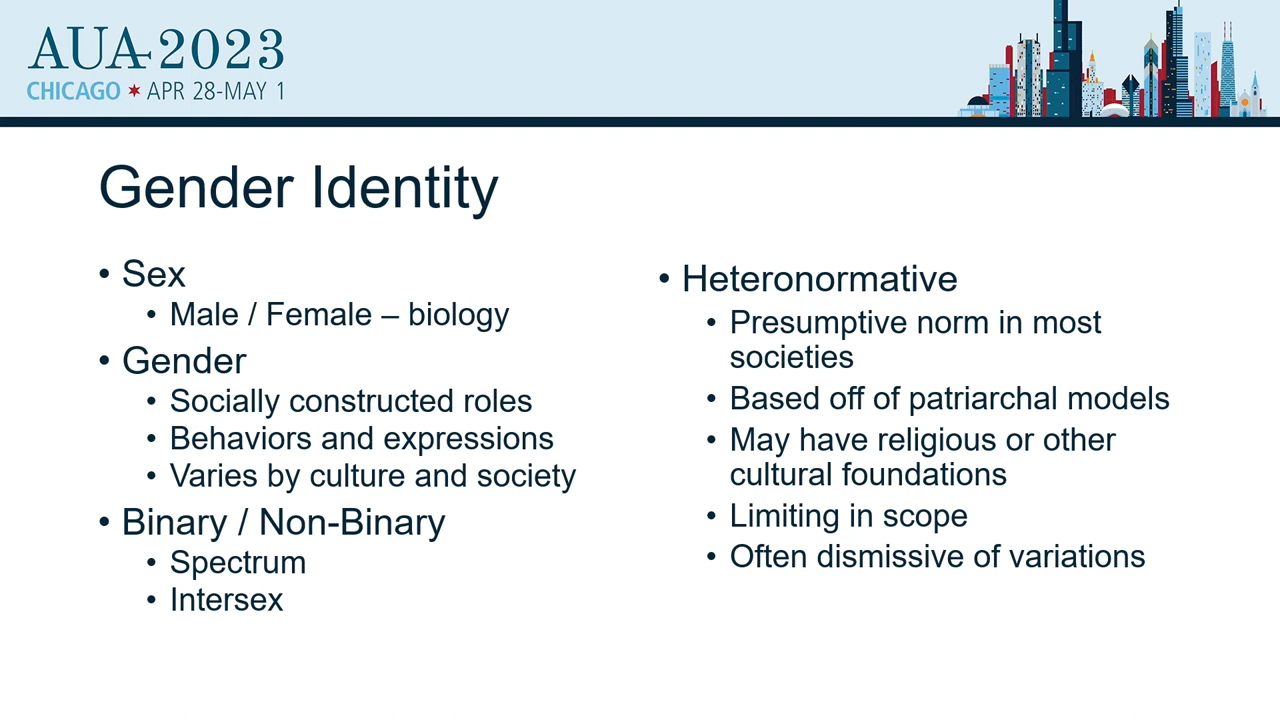 AUA 2023
CHICAGO ✶ APR 28-MAY 1
Gender Identity
• Sex
• Male / Female – biology
• Gender
• Socially constructed roles
• Behaviors and expressions
• Varies by culture and society
• Binary / Non-Binary
• Spectrum
• Intersex
• Heteronormative
• Presumptive norm in most
societies
• Based off of patriarchal models
• May have religious or other
cultural foundations
• Limiting in scope
• Often dismissive of variations